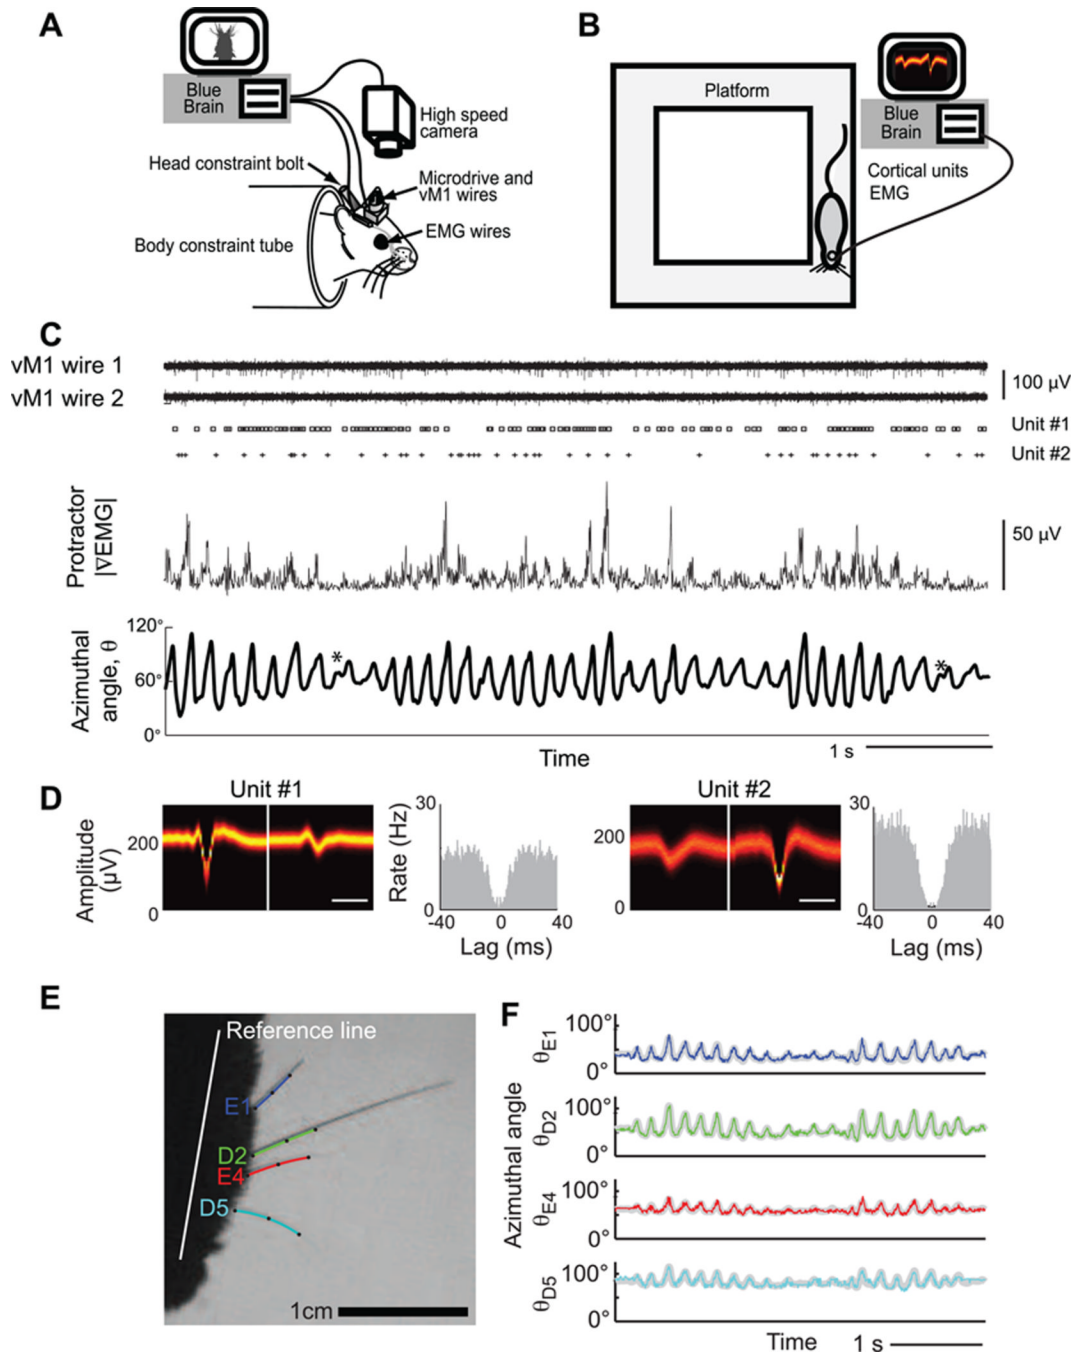 A
Blue
Brain
High speed
camera
Head constraint bolt
Microdrive and
vM1 wires
EMG wires
Body constraint tube
B
Platform
Blue
Brain
Cortical units
EMG
C
vM1 wire 1
vM1 wire 2
100 µV
Unit #1
Unit #2
Protractor
|∇EMG|
50 µV
Azimuthal
angle, θ
120°
60°
0°
*
*
Time
1 s
D
Unit #1
Amplitude
(µV)
200
0
Rate (Hz)
30
0
-40 0 40
Lag (ms)
Unit #2
200
0
30
0
-40 0 40
Lag (ms)
E
Reference line
E1
D2
E4
D5
1cm
F
Azimuthal angle
θE1
100°
0°
θD2
100°
0°
θE4
100°
0°
θD5
100°
0°
Time
1 s